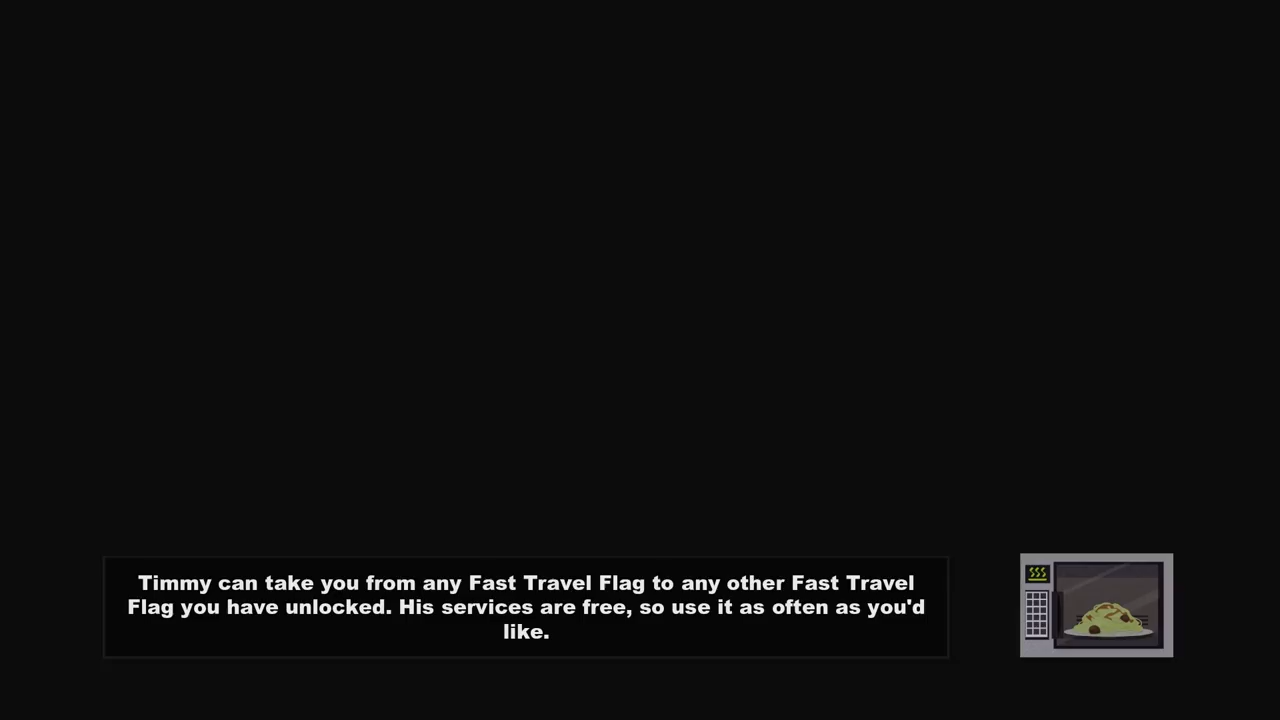 Timmy can take you from any Fast Travel Flag to any other Fast Travel
Flag you have unlocked. His services are free, so use it as often as you'd
like.